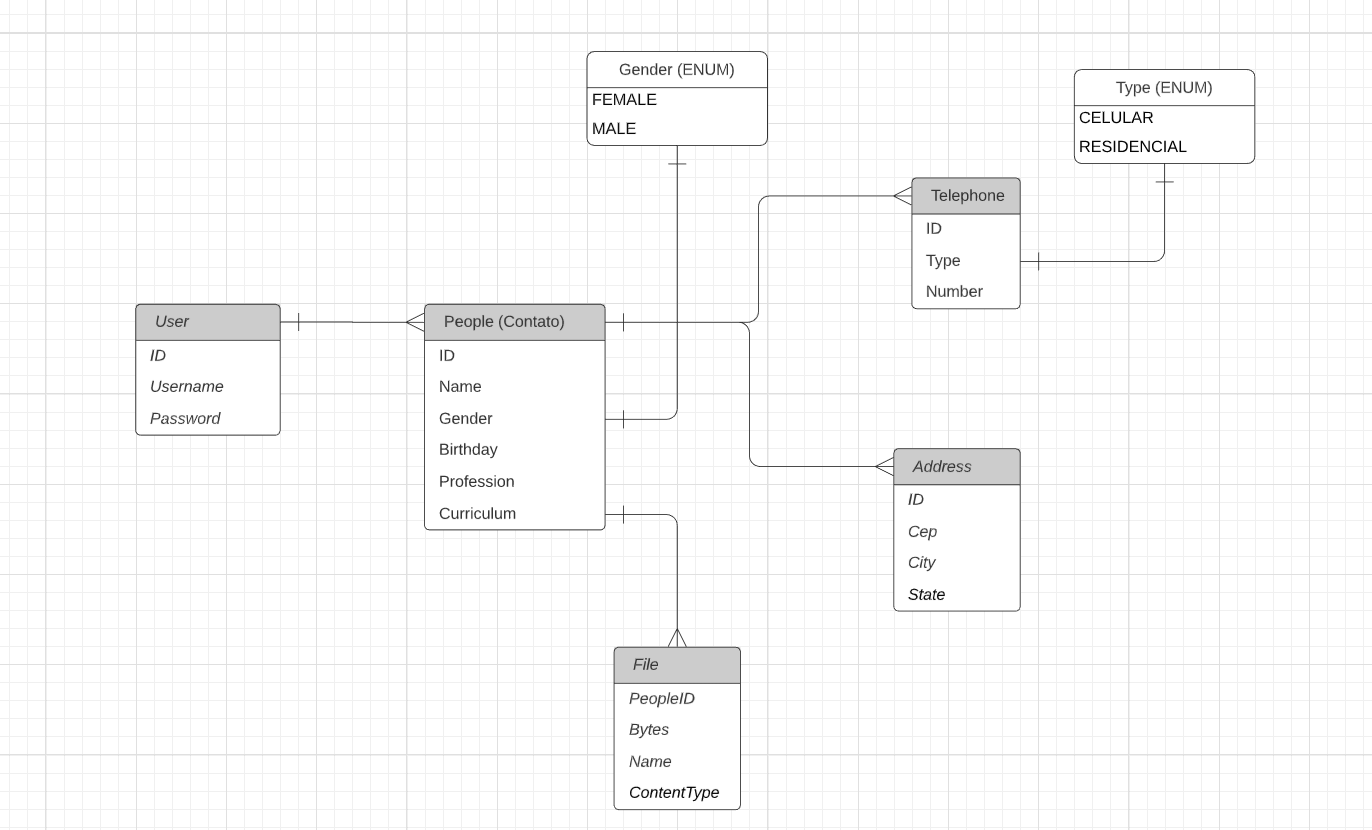 Gender (ENUM)
FEMALE
MALE
Type (ENUM)
CELULAR
RESIDENCIAL
Telephone
ID
Type
Number
User
ID
Username
Password
People (Contato)
ID
Name
Gender
Birthday
Profession
Curriculum
Address
ID
Cep
City
State
File
PeopleID
Bytes
Name
ContentType